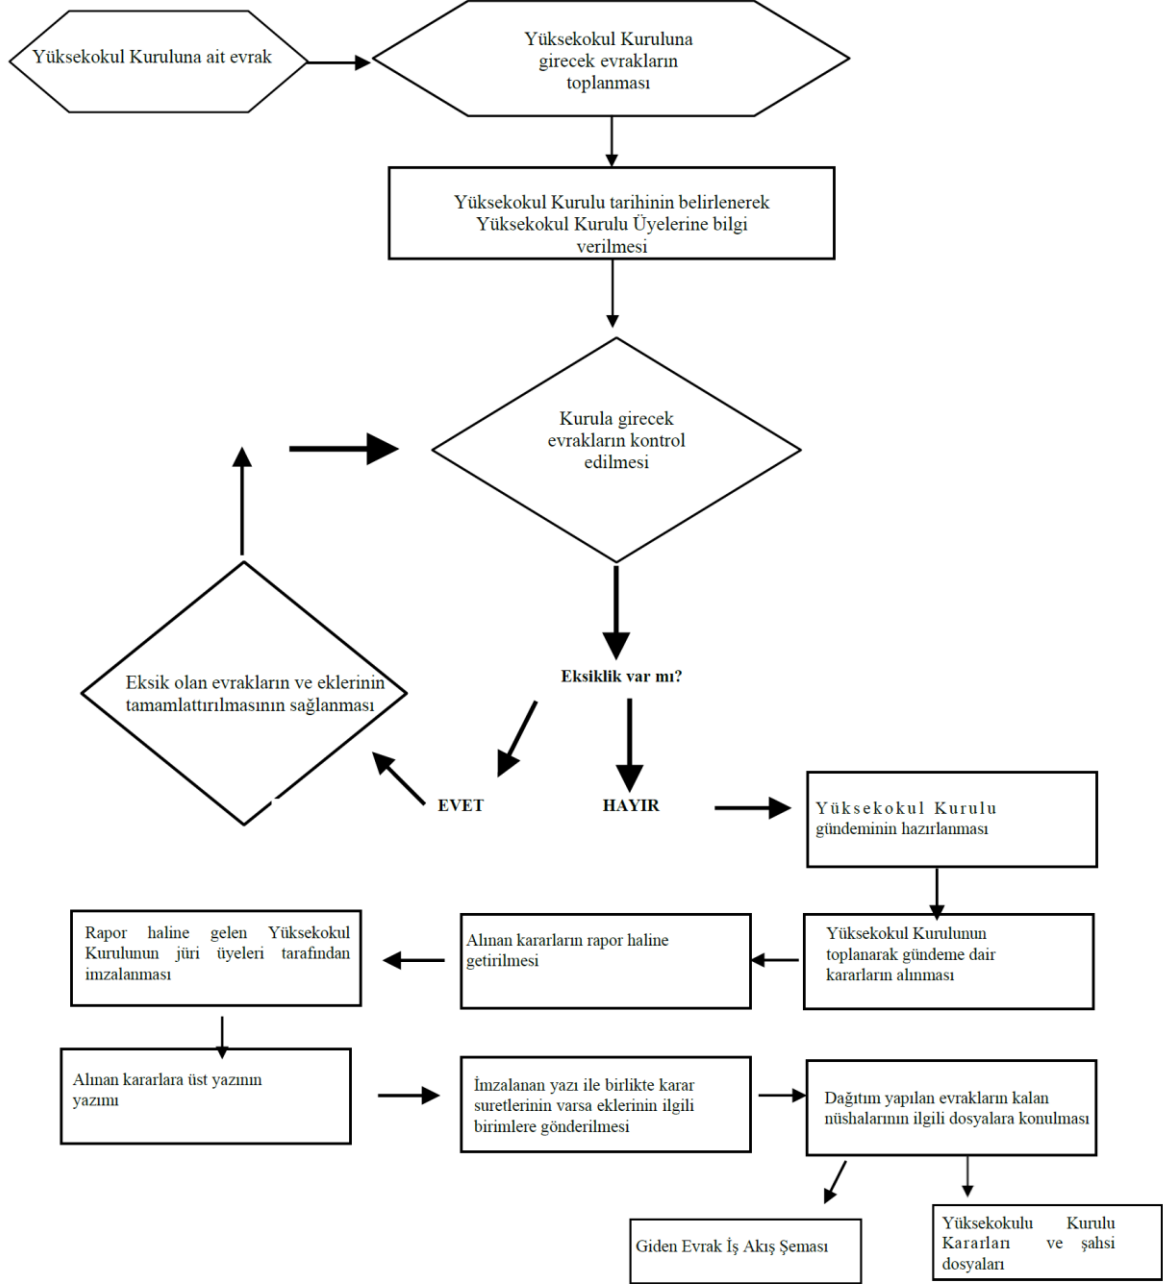 Yüksekokul Kuruluna ait evrak
Yüksekokul Kuruluna
girecek evrakların
toplanması
Yüksekokul Kurulu tarihinin belirlenerek
Yüksekokul Kurulu Üyelerine bilgi
verilmesi
Kurula girecek
evrakların kontrol
edilmesi
Eksik olan evrakların ve eklerinin
tamamlattırılmasının sağlanması
Eksiklik var mı?
EVET
HAYIR
Yüksekokul Kurulu
gündeminin hazırlanması
Rapor haline gelen Yüksekokul
Kurulunun jüri üyeleri tarafından
imzalanması
Alınan kararların rapor haline
getirilmesi
Yüksekokul Kurulunun
toplanarak gündeme dair
kararların alınması
Alınan kararlara üst yazının
yazımı
İmzalanan yazı ile birlikte karar
suretlerinin varsa eklerinin ilgili
birimlere gönderilmesi
Dağıtım yapılan evrakların kalan
nüshalarının ilgili dosyalara konulması
Giden Evrak İş Akış Şeması
Yüksekokulu Kurulu
Kararları ve şahsi
dosyaları